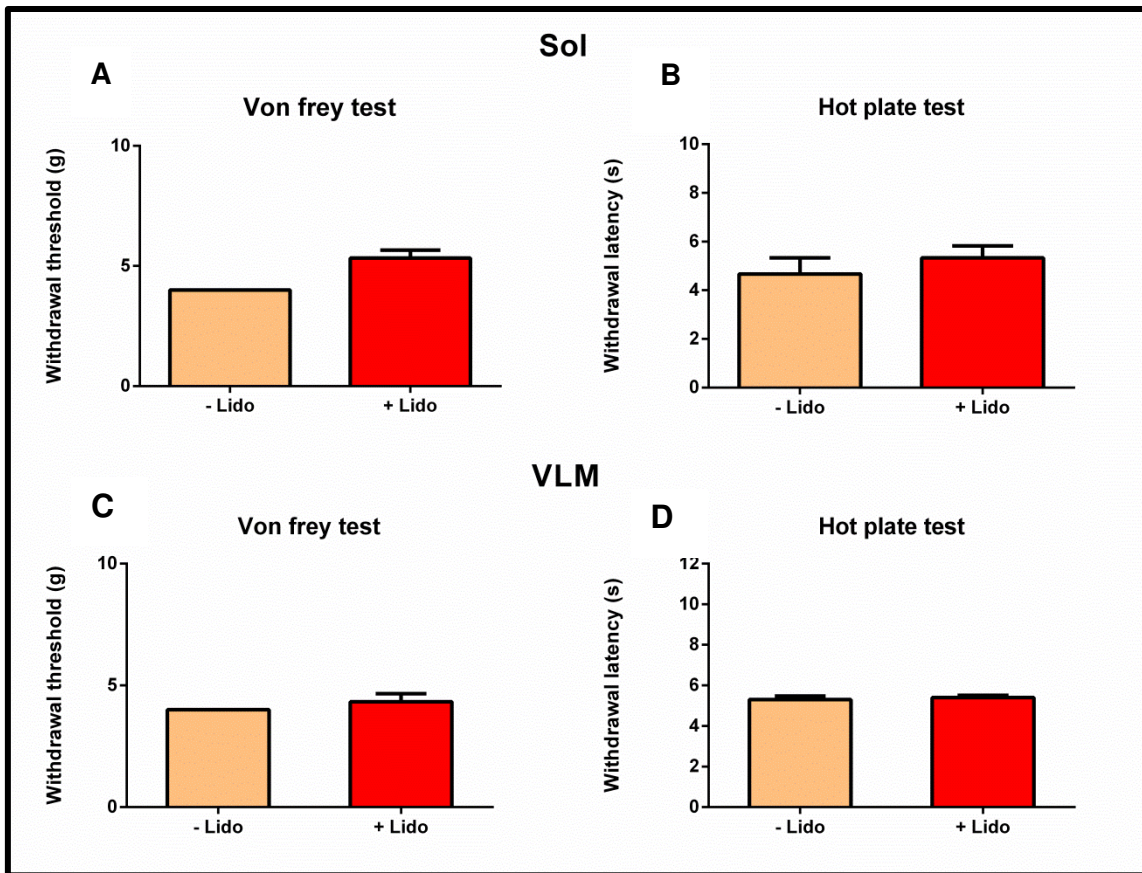 Sol
A
B
Von frey test
Hot plate test
Withdrawal threshold (g)
10
5
0
- Lido
+ Lido
Withdrawal latency (s)
10
8
6
4
2
0
- Lido
+ Lido
VLM
C
D
Von frey test
Hot plate test
Withdrawal threshold (g)
10
5
0
- Lido
+ Lido
Withdrawal latency (s)
12
10
8
6
4
2
0
- Lido
+ Lido